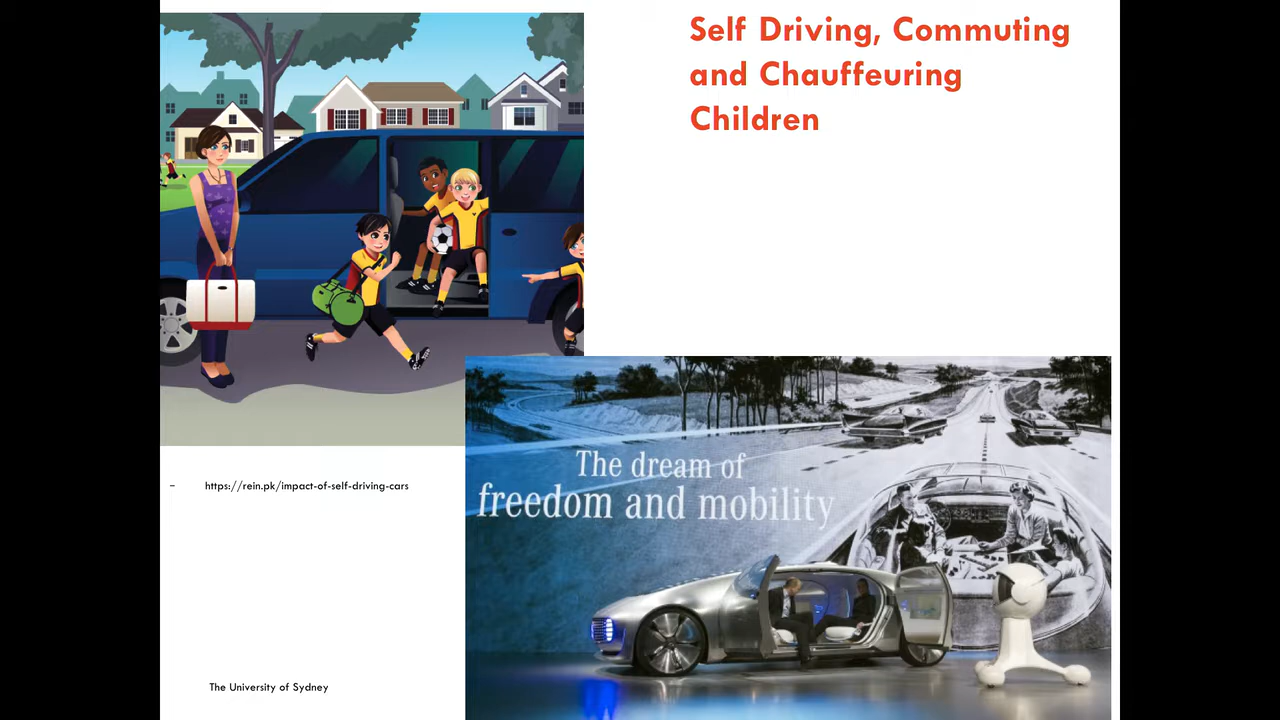 Self Driving, Commuting
and Chauffeuring
Children
The dream of
freedom and mobility
– https://rein.pk/impact-of-self-driving-cars
The University of Sydney